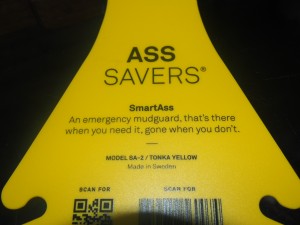 ASS
SAVERS®
SmartAss
An emergency mudguard, that's there
when you need it, gone when you don't.
MODEL SA-2 / TONKA YELLOW
Made in Sweden
SCAN FOR SCAN FOR